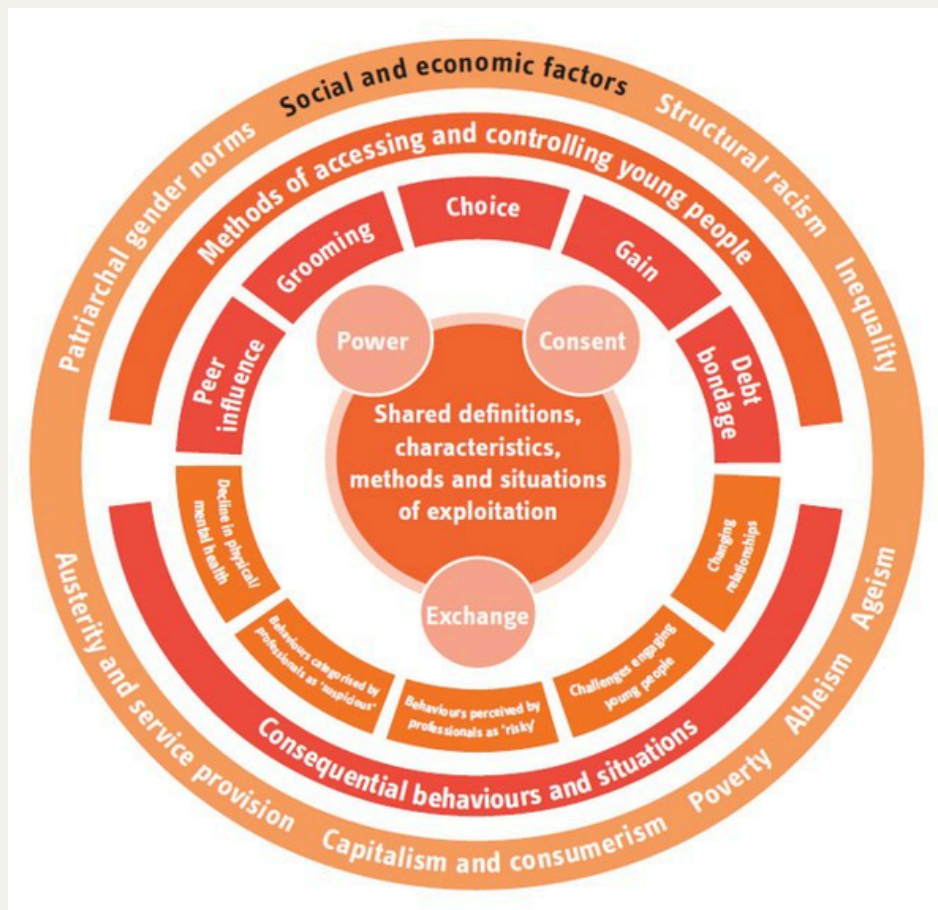 Social and economic factors
Structural racism
Inequality
Ageism
Ableism
Poverty
Capitalism and consumerism
Austerity and service provision
Patriarchal gender norms
Methods of accessing and controlling young people
Peer
influence
Grooming
Choice
Gain
Debt
bondage
Changing
relationships
Challenges engaging
young people
Behaviours perceived by
professionals as 'risky'
Behaviours categorised by
professionals as 'suspicious'
Decline in physical/
mental health
Consequential behaviours and situations
Power
Consent
Shared definitions,
characteristics,
methods and situations
of exploitation
Exchange